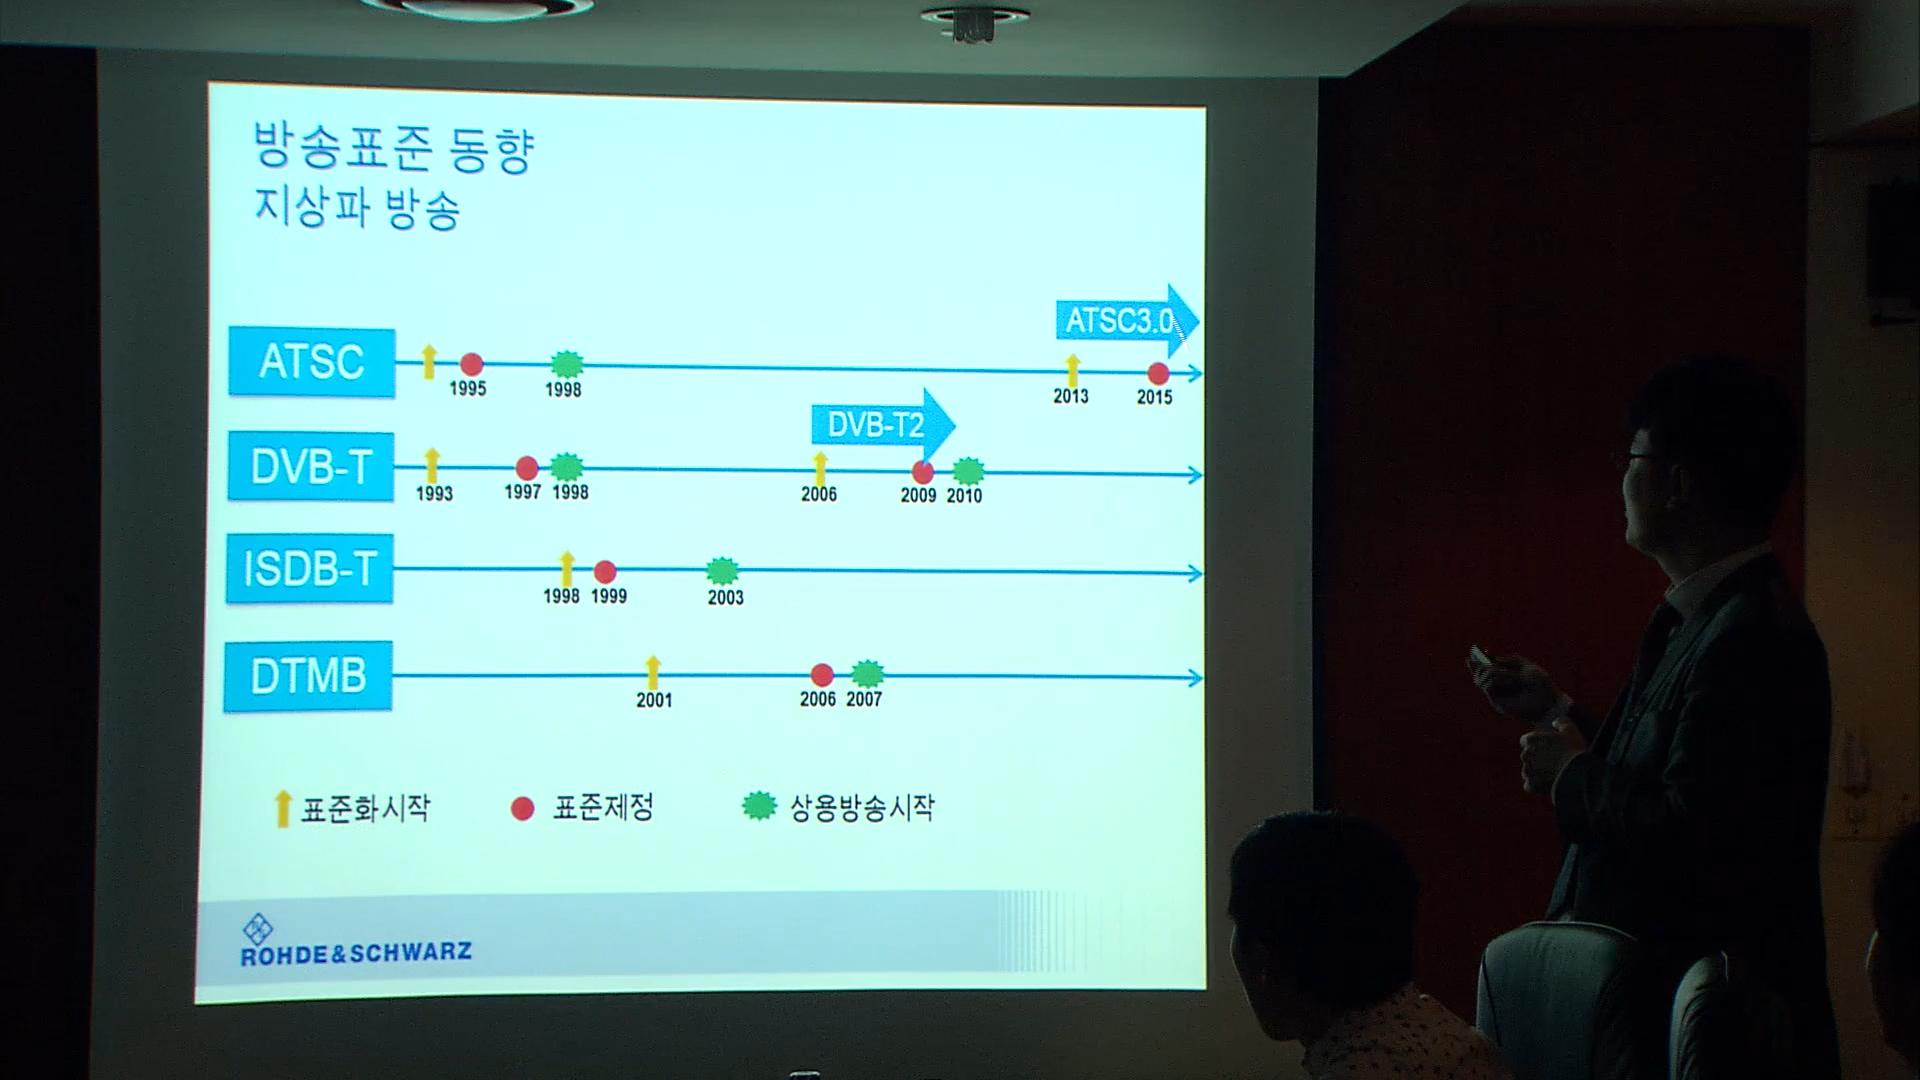 방송표준 동향
지상파 방송
ATSC3.0
ATSC
1995 1998 2013 2015
DVB-T2
DVB-T
1993 1997 1998 2006 2009 2010
ISDB-T
1998 1999 2003
DTMB
2001 2006 2007
표준화시작 표준제정 상용방송시작
ROHDE&SCHWARZ